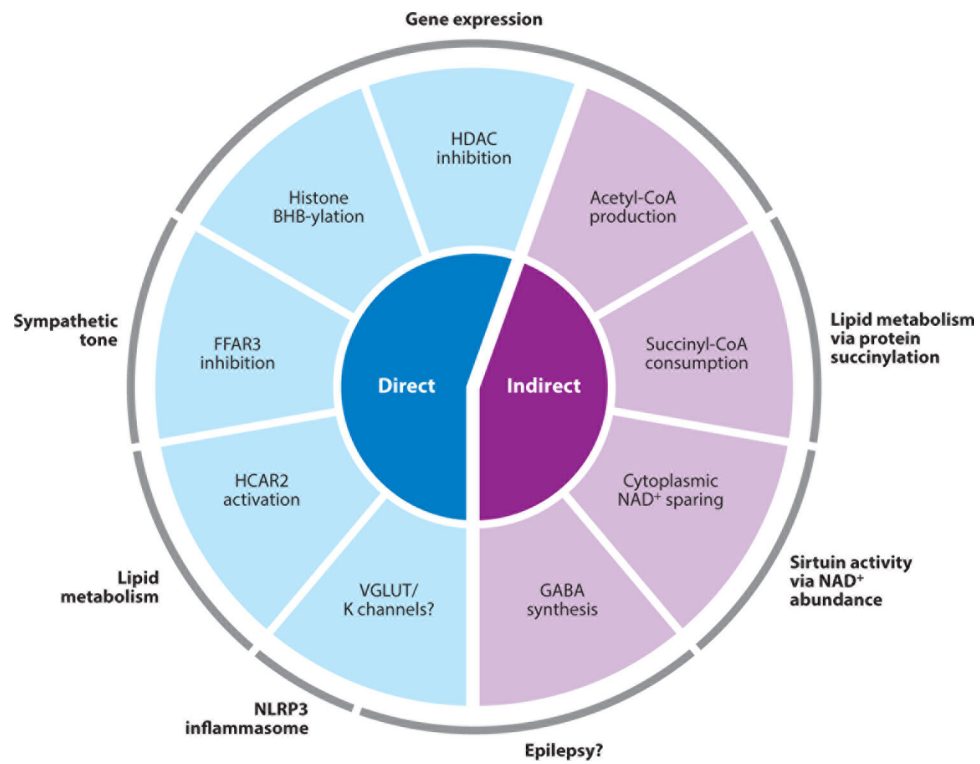 Gene expression
HDAC
inhibition
Histone
BHB-ylation
Acetyl-CoA
production
Sympathetic
tone
FFAR3
inhibition
Direct
Indirect
Succinyl-CoA
consumption
Lipid metabolism
via protein
succinylation
HCAR2
activation
Cytoplasmic
NAD⁺ sparing
Lipid
metabolism
VGLUT/
K channels?
GABA
synthesis
Sirtuin activity
via NAD⁺
abundance
NLRP3
inflammasome
Epilepsy?